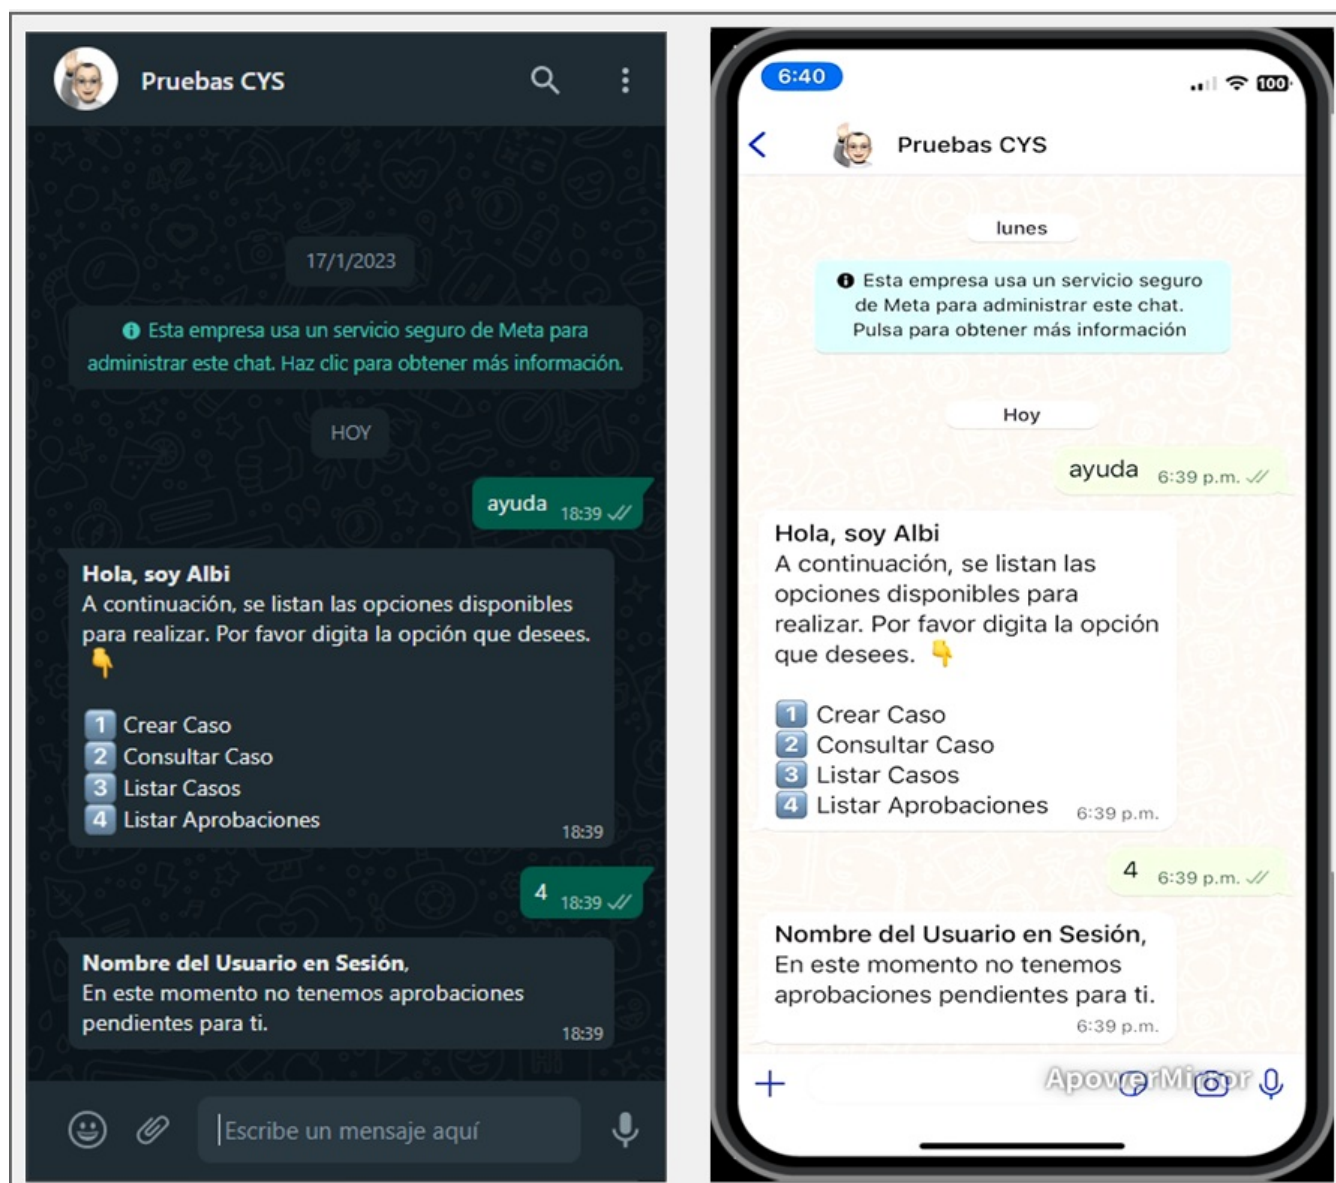 Pruebas CYS
17/1/2023
Esta empresa usa un servicio seguro de Meta para
administrar este chat. Haz clic para obtener más información.
HOY
ayuda 18:39
Hola, soy Albi
A continuación, se listan las opciones disponibles
para realizar. Por favor digita la opción que desees.
👇
1 Crear Caso
2 Consultar Caso
3 Listar Casos
4 Listar Aprobaciones
18:39
4 18:39
Nombre del Usuario en Sesión,
En este momento no tenemos aprobaciones
pendientes para ti.
18:39
Escribe un mensaje aquí
6:40
100
Pruebas CYS
lunes
Esta empresa usa un servicio seguro
de Meta para administrar este chat.
Pulsa para obtener más información
Hoy
ayuda 6:39 p.m.
Hola, soy Albi
A continuación, se listan las
opciones disponibles para
realizar. Por favor digita la opción
que desees. 👇
1 Crear Caso
2 Consultar Caso
3 Listar Casos
4 Listar Aprobaciones
6:39 p.m.
4 6:39 p.m.
Nombre del Usuario en Sesión,
En este momento no tenemos
aprobaciones pendientes para ti.
6:39 p.m.
ApowerMirror